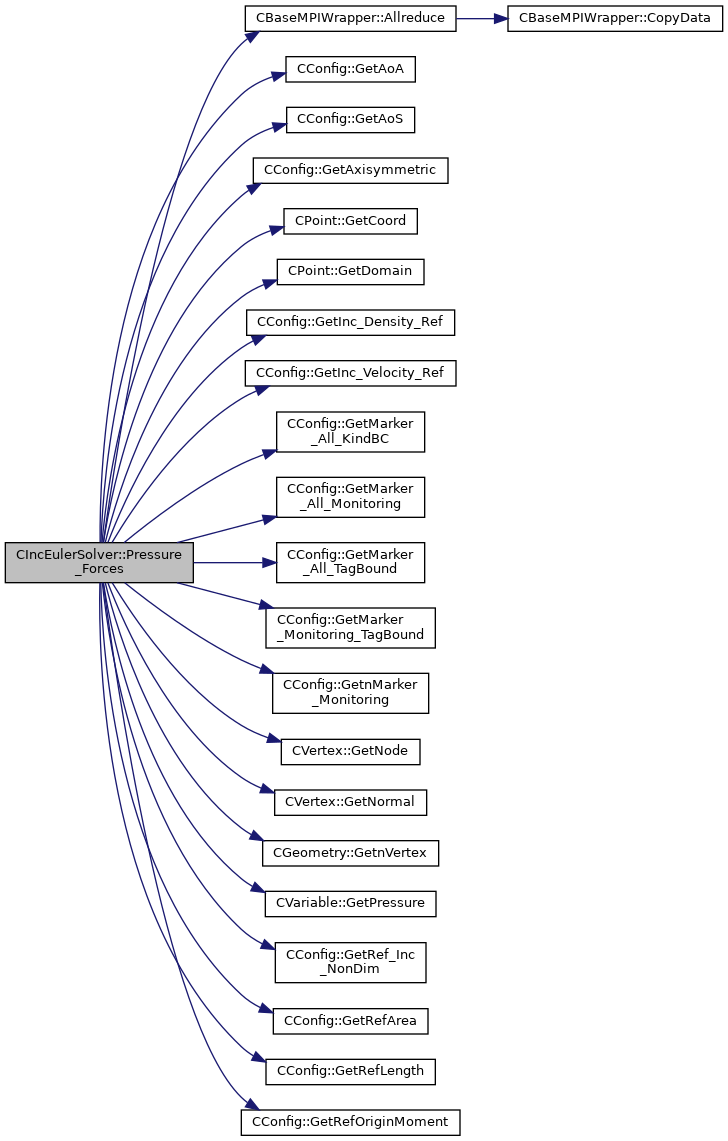 CBaseMPIWrapper::Allreduce
CBaseMPIWrapper::CopyData
CConfig::GetAoA
CConfig::GetAoS
CConfig::GetAxisymmetric
CPoint::GetCoord
CPoint::GetDomain
CConfig::GetInc_Density_Ref
CConfig::GetInc_Velocity_Ref
CConfig::GetMarker
_All_KindBC
CConfig::GetMarker
_All_Monitoring
CIncEulerSolver::Pressure
_Forces
CConfig::GetMarker
_All_TagBound
CConfig::GetMarker
_Monitoring_TagBound
CConfig::GetnMarker
_Monitoring
CVertex::GetNode
CVertex::GetNormal
CGeometry::GetnVertex
CVariable::GetPressure
CConfig::GetRef_Inc
_NonDim
CConfig::GetRefArea
CConfig::GetRefLength
CConfig::GetRefOriginMoment